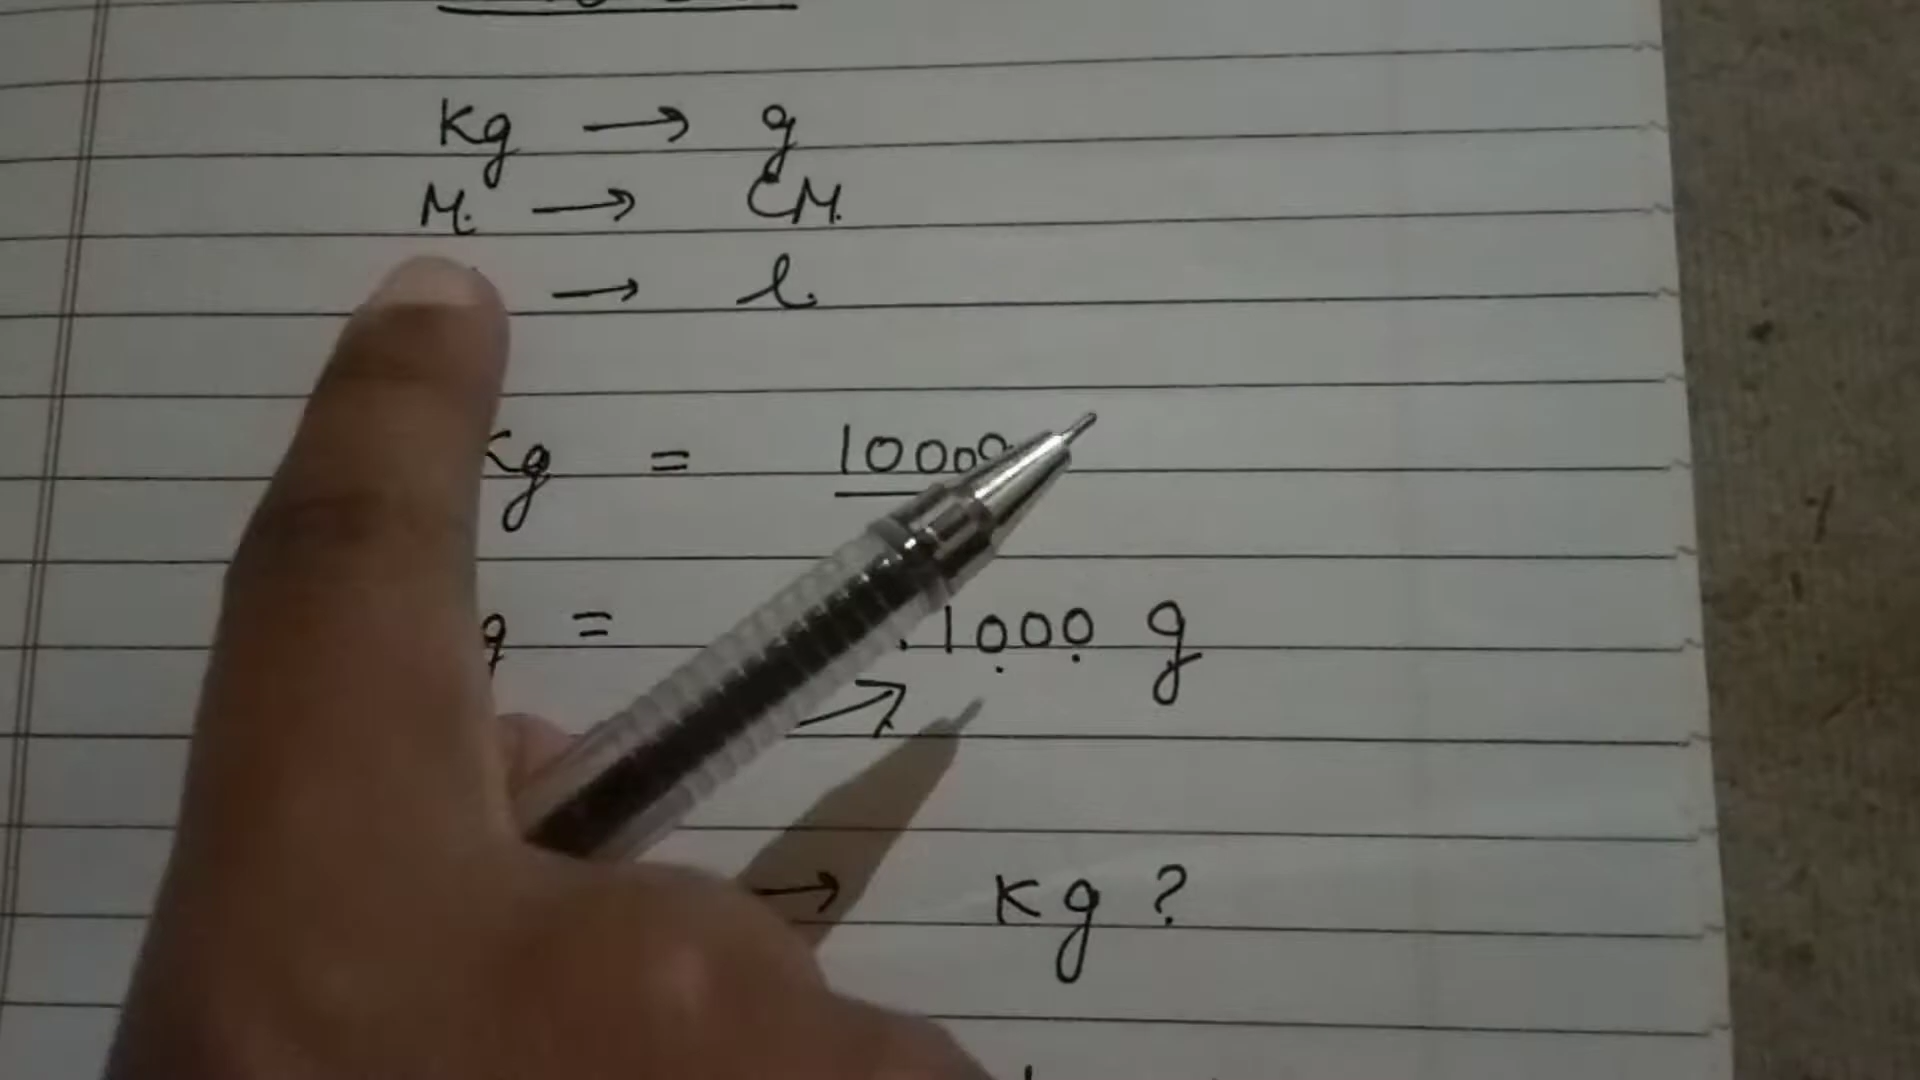 Kg → g
M. → CM.
→ l.
Kg = 1000
g = .1000 g
→ Kg ?